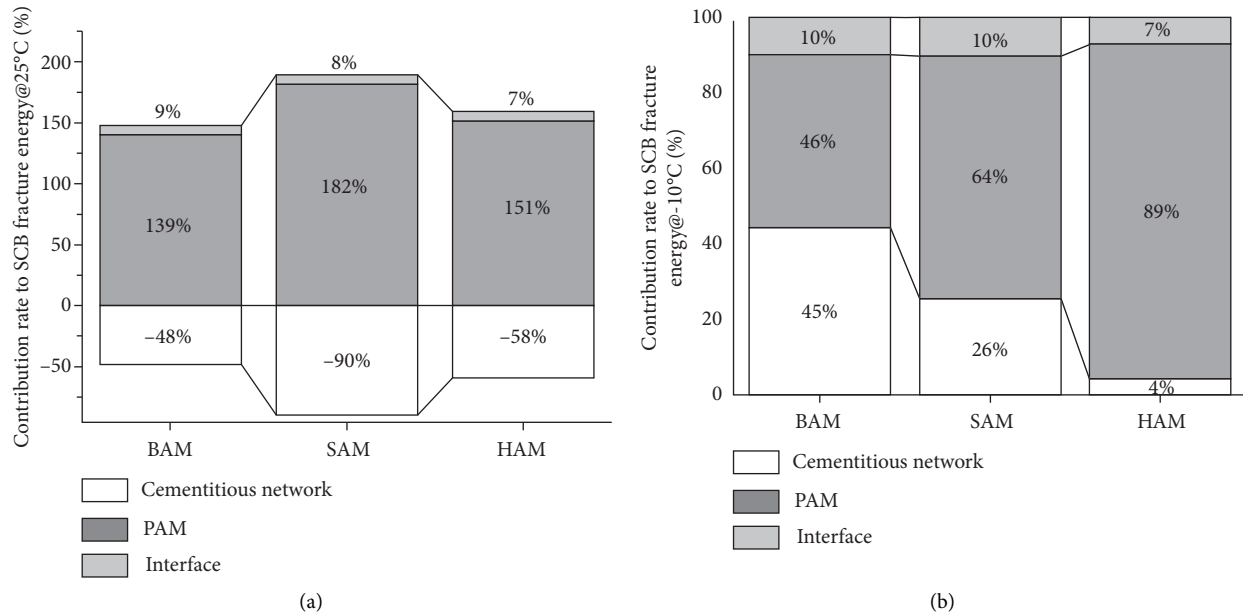 Contribution rate to SCB fracture energy@25°C (%)
200
150
100
50
0
–50
9%
8%
7%
139%
182%
151%
–48%
–90%
–58%
BAM
SAM
HAM
Cementitious network
PAM
Interface
(a)
Contribution rate to SCB fracture
energy@-10°C (%)
100
80
60
40
20
0
10%
10%
7%
46%
64%
89%
45%
26%
4%
BAM
SAM
HAM
Cementitious network
PAM
Interface
(b)